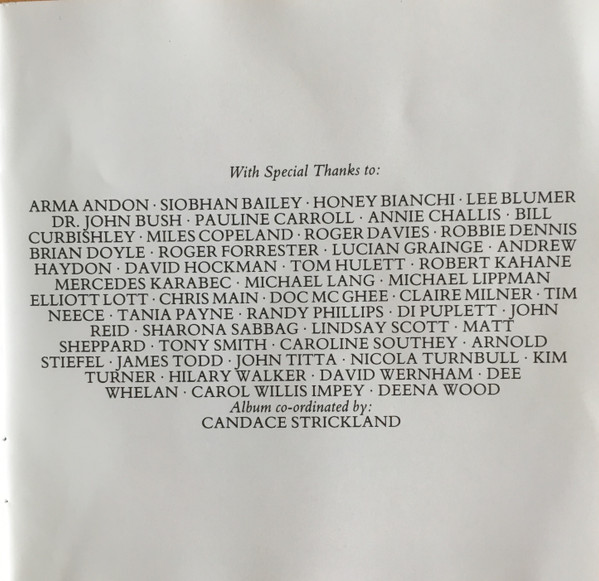 With Special Thanks to:
ARMA ANDON · SIOBHAN BAILEY · HONEY BIANCHI · LEE BLUMER
DR. JOHN BUSH · PAULINE CARROLL · ANNIE CHALLIS · BILL
CURBISHLEY · MILES COPELAND · ROGER DAVIES · ROBBIE DENNIS
BRIAN DOYLE · ROGER FORRESTER · LUCIAN GRAINGE · ANDREW
HAYDON · DAVID HOCKMAN · TOM HULETT · ROBERT KAHANE
MERCEDES KARABEC · MICHAEL LANG · MICHAEL LIPPMAN
ELLIOTT LOTT · CHRIS MAIN · DOC MC GHEE · CLAIRE MILNER · TIM
NEECE · TANIA PAYNE · RANDY PHILLIPS · DI PUPLETT · JOHN
REID · SHARONA SABBAG · LINDSAY SCOTT · MATT
SHEPPARD · TONY SMITH · CAROLINE SOUTHEY · ARNOLD
STIEFEL · JAMES TODD · JOHN TITTA · NICOLA TURNBULL · KIM
TURNER · HILARY WALKER · DAVID WERNHAM · DEE
WHELAN · CAROL WILLIS IMPEY · DEENA WOOD
Album co-ordinated by:
CANDACE STRICKLAND